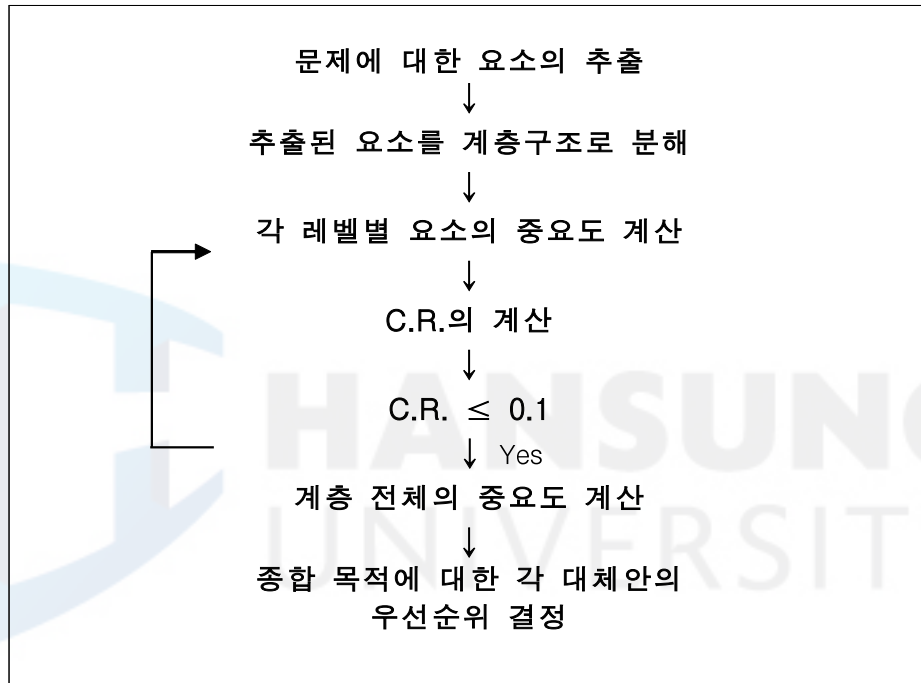 문제에 대한 요소의 추출
↓
추출된 요소를 계층구조로 분해
↓
각 레벨별 요소의 중요도 계산
↓
C.R.의 계산
↓
C.R. ≤ 0.1
↓ Yes
계층 전체의 중요도 계산
↓
종합 목적에 대한 각 대체안의
우선순위 결정
HANSUNG
UNIVERSIT